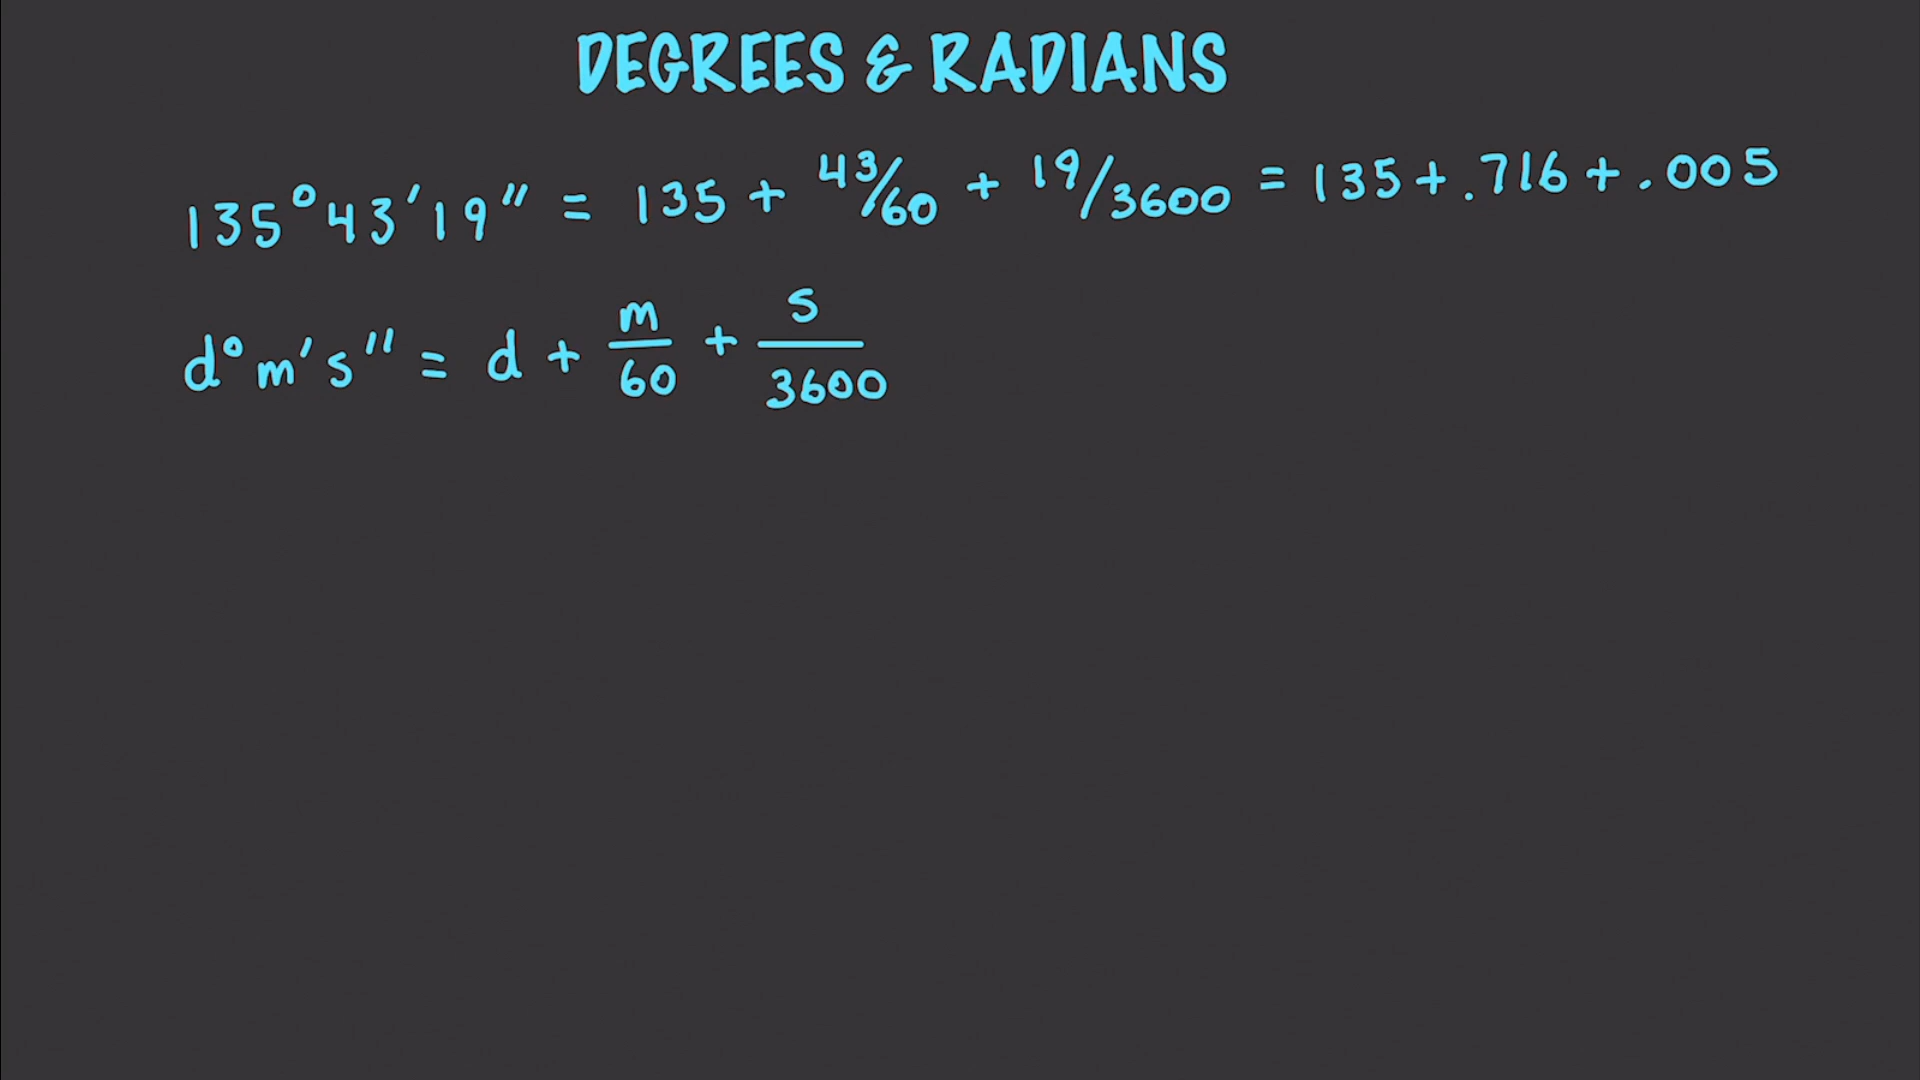 DEGREES & RADIANS
135°43'19" = 135 + 43/60 + 19/3600 = 135 + .716 + .005
d°m's" = d + m/60 + s/3600